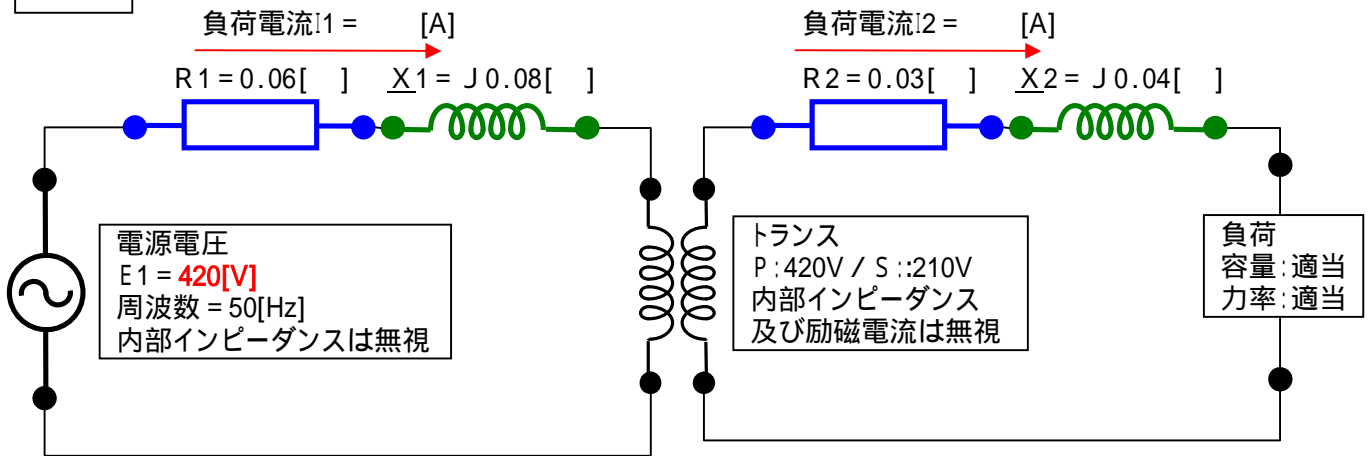 負荷電流I1 = [A]
負荷電流I2 = [A]
R1=0.06[ ]
X1= J0.08[ ]
R2=0.03[ ]
X2= J0.04[ ]
電源電圧
E1 = 420[V]
周波数 = 50[Hz]
内部インピーダンスは無視
トランス
P:420V / S::210V
内部インピーダンス
及び励磁電流は無視
負荷
容量:適当
力率:適当